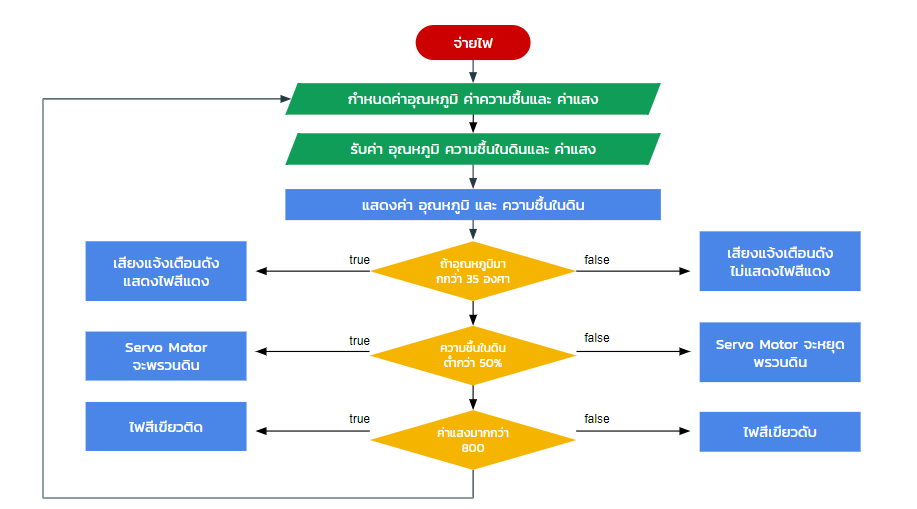 จ่ายไฟ
กำหนดค่าอุณหภูมิ ค่าความชื้นและ ค่าแสง
รับค่า อุณหภูมิ ความชื้นในดินและ ค่าแสง
แสดงค่า อุณหภูมิ และ ความชื้นในดิน
เสียงแจ้งเตือนดัง
แสดงไฟสีแดง
true
ถ้าอุณหภูมิมา
กกว่า 35 องศา
false
เสียงแจ้งเตือนดัง
ไม่แสดงไฟสีแดง
Servo Motor
จะพรวนดิน
true
ความชื้นในดิน
ต่ำกว่า 50%
false
Servo Motor จะหยุด
พรวนดิน
ไฟสีเขียวติด
true
ค่าแสงมากกว่า
800
false
ไฟสีเขียวดับ